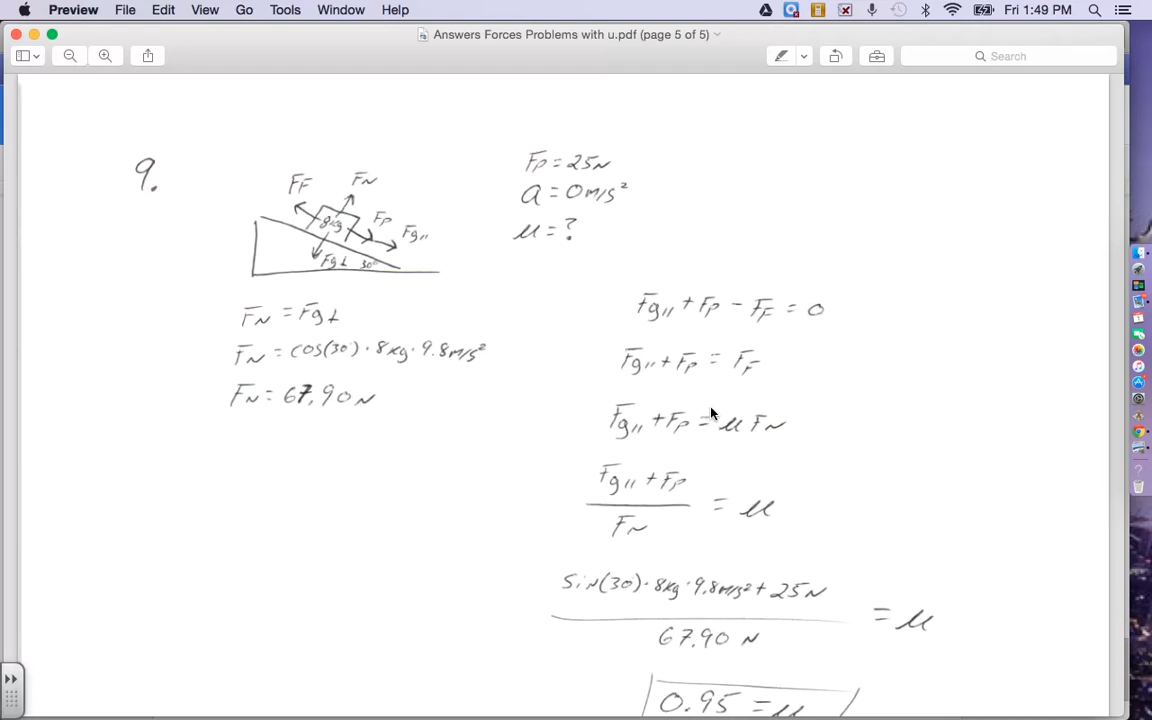 Preview File Edit View Go Tools Window Help Fri 1:49 PM
Answers Forces Problems with u.pdf (page 5 of 5)
Search
9.
FF
FN
8kg
FP
Fg//
Fg⊥
30°
FP = 25N
a = 0m/s²
μ = ?
FN = Fg⊥
FN = cos(30)·8kg·9.8m/s²
FN = 67.90N
Fg// + FP - FF = 0
Fg// + FP = FF
Fg// + FP = μ FN
Fg// + FP
= μ
FN
sin(30)·8kg·9.8m/s² + 25N
= μ
67.90 N
0.95 = μ